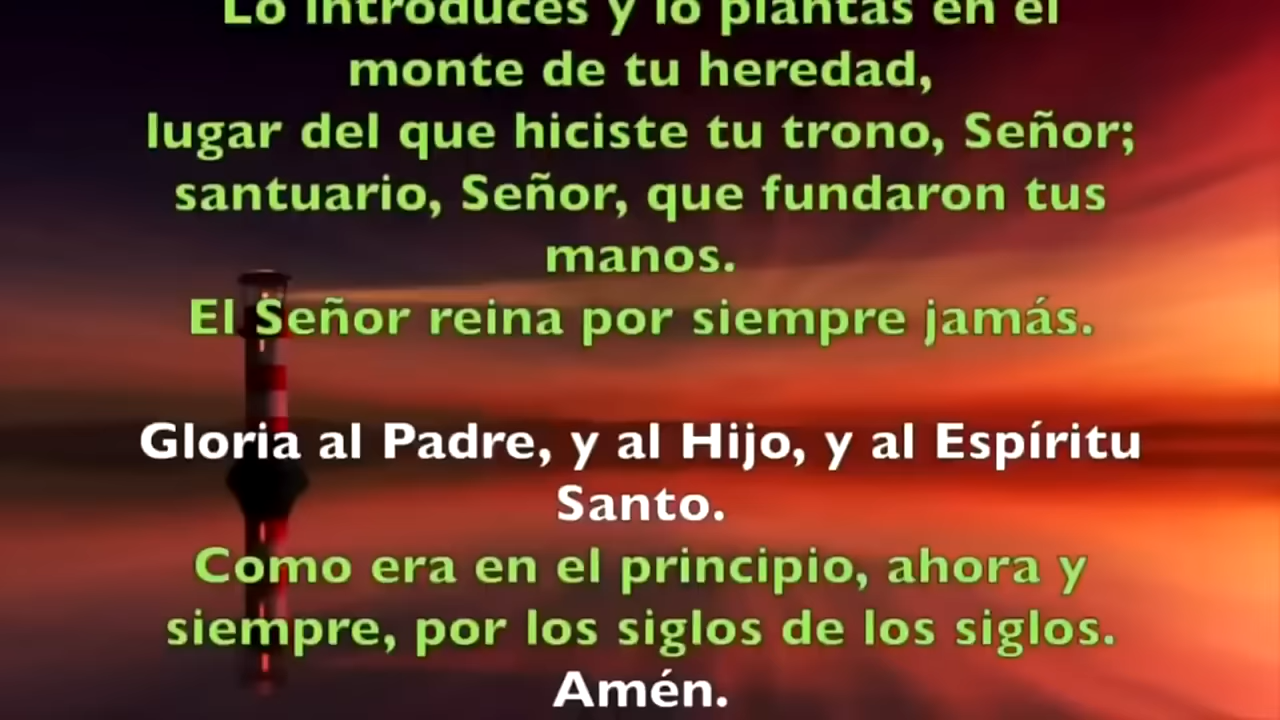 Lo introduces y lo plantas en el
monte de tu heredad,
lugar del que hiciste tu trono, Señor;
santuario, Señor, que fundaron tus
manos.
El Señor reina por siempre jamás.
Gloria al Padre, y al Hijo, y al Espíritu
Santo.
Como era en el principio, ahora y
siempre, por los siglos de los siglos.
Amén.